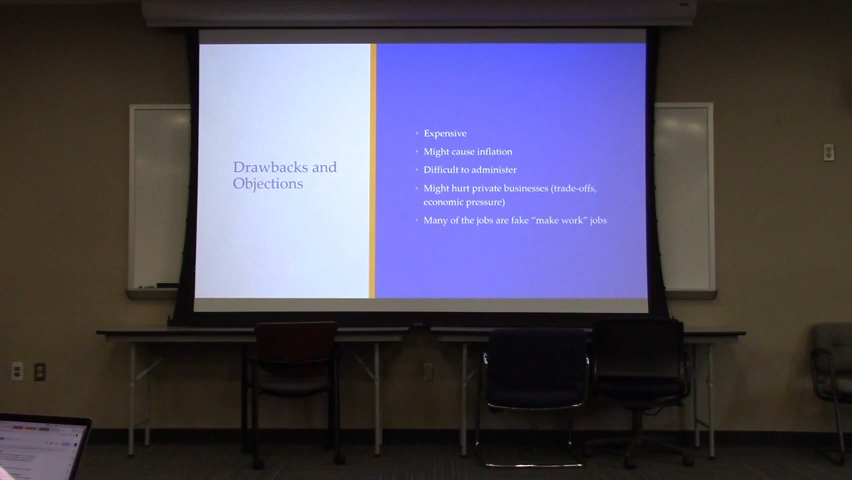 Drawbacks and
Objections
• Expensive
• Might cause inflation
• Difficult to administer
• Might hurt private businesses (trade-offs,
economic pressure)
• Many of the jobs are fake “make work” jobs